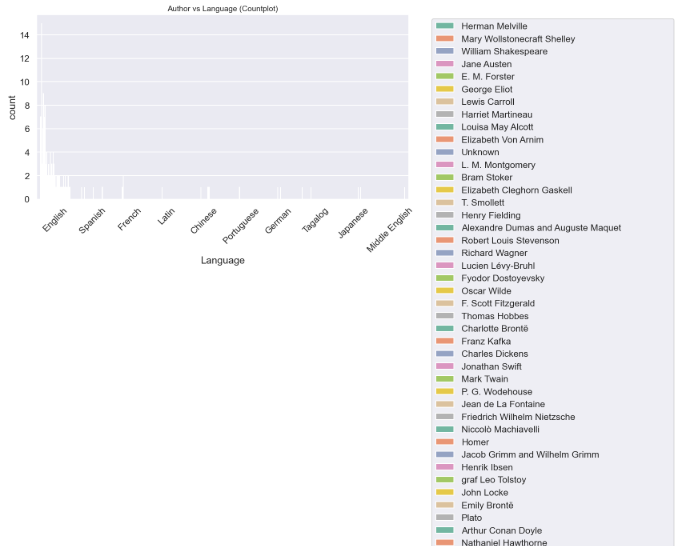 Author vs Language (Countplot)
14
12
10
8
6
4
2
0
count
English
Spanish
French
Latin
Chinese
Portuguese
German
Tagalog
Japanese
Middle English
Language
Herman Melville
Mary Wollstonecraft Shelley
William Shakespeare
Jane Austen
E. M. Forster
George Eliot
Lewis Carroll
Harriet Martineau
Louisa May Alcott
Elizabeth Von Arnim
Unknown
L. M. Montgomery
Bram Stoker
Elizabeth Cleghorn Gaskell
T. Smollett
Henry Fielding
Alexandre Dumas and Auguste Maquet
Robert Louis Stevenson
Richard Wagner
Lucien Lévy-Bruhl
Fyodor Dostoyevsky
Oscar Wilde
F. Scott Fitzgerald
Thomas Hobbes
Charlotte Brontë
Franz Kafka
Charles Dickens
Jonathan Swift
Mark Twain
P. G. Wodehouse
Jean de La Fontaine
Friedrich Wilhelm Nietzsche
Niccolò Machiavelli
Homer
Jacob Grimm and Wilhelm Grimm
Henrik Ibsen
graf Leo Tolstoy
John Locke
Emily Brontë
Plato
Arthur Conan Doyle
Nathaniel Hawthorne